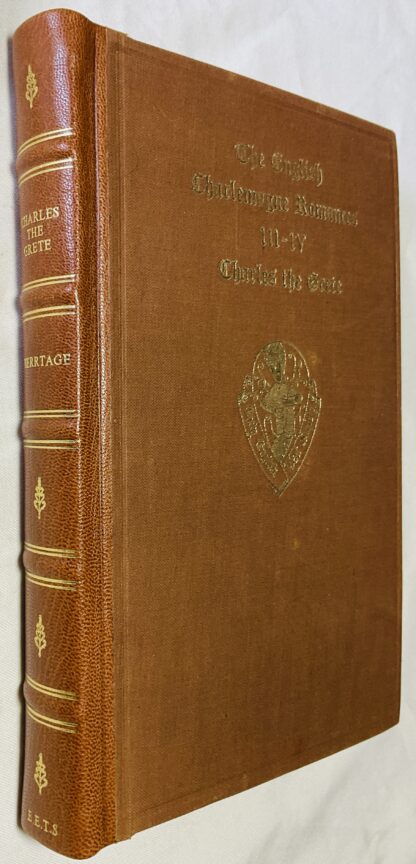 The English
Charlemagne Romances
III-IV
Charles the Grete
CHARLES
THE
GRETE
HERRTAGE
E.E.T.S